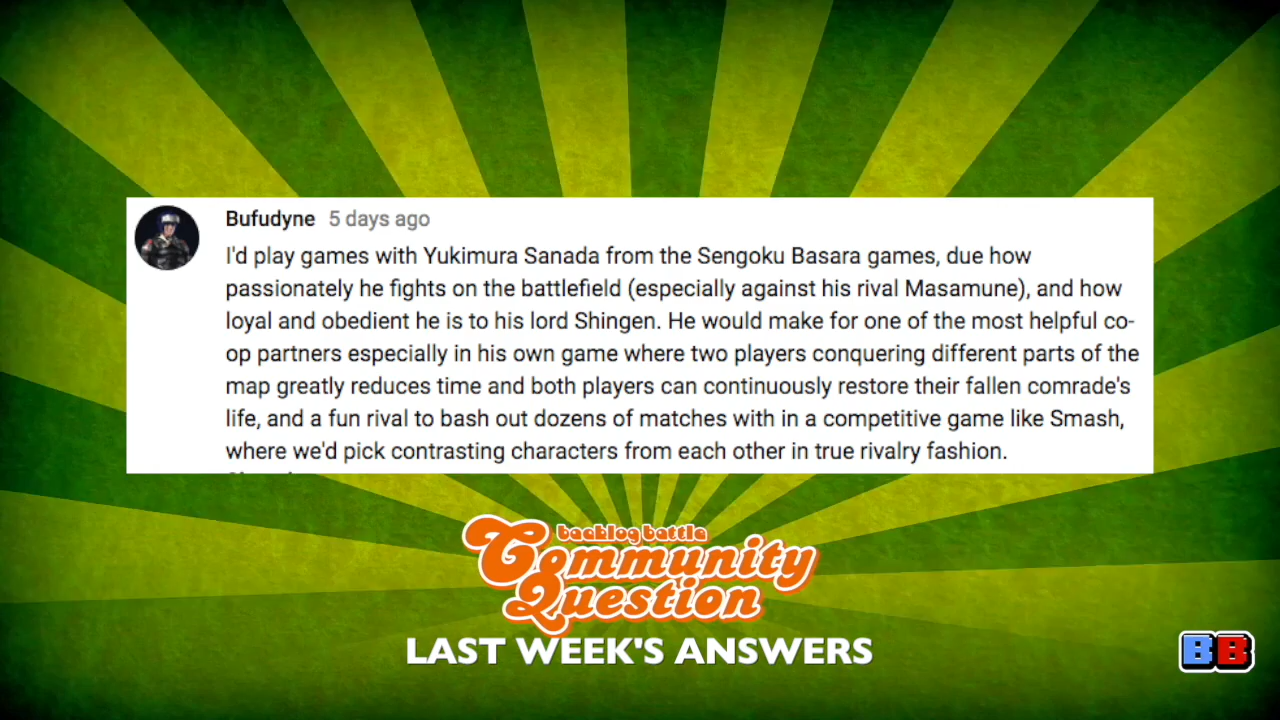 Bufudyne 5 days ago
I'd play games with Yukimura Sanada from the Sengoku Basara games, due how
passionately he fights on the battlefield (especially against his rival Masamune), and how
loyal and obedient he is to his lord Shingen. He would make for one of the most helpful co-
op partners especially in his own game where two players conquering different parts of the
map greatly reduces time and both players can continuously restore their fallen comrade's
life, and a fun rival to bash out dozens of matches with in a competitive game like Smash,
where we'd pick contrasting characters from each other in true rivalry fashion.
backlog battle
Community
Question
LAST WEEK'S ANSWERS
BB